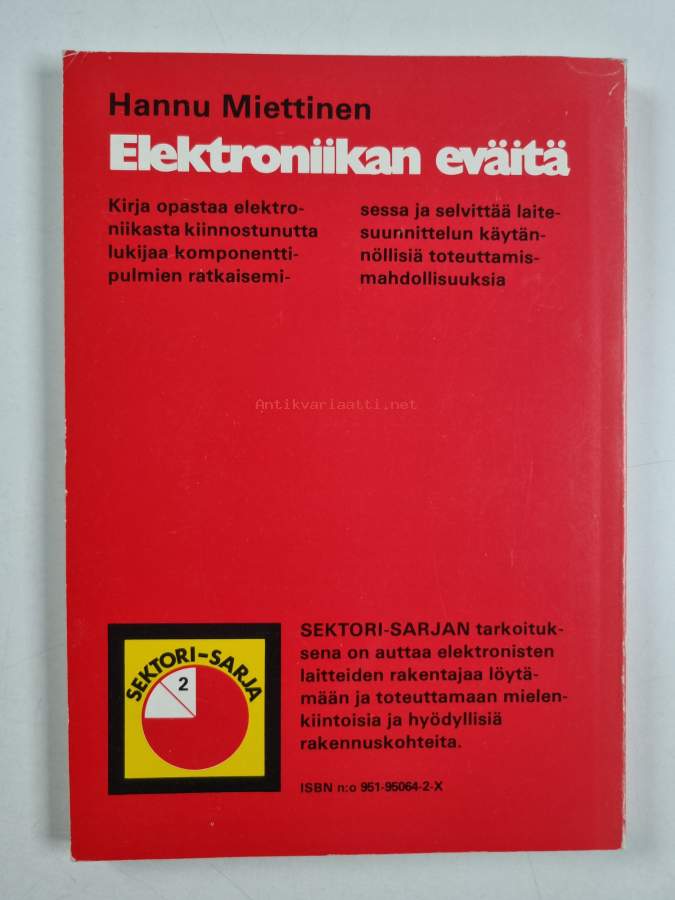 Hannu Miettinen
Elektroniikan eväitä
Kirja opastaa elektro-
niikasta kiinnostunutta
lukijaa komponentti-
pulmien ratkaisemi-
sessa ja selvittää laite-
suunnittelun käytän-
nöllisiä toteuttamis-
mahdollisuuksia
Antikvariaatti.net
SEKTORI-SARJA
2
SEKTORI-SARJAN tarkoituk-
sena on auttaa elektronisten
laitteiden rakentajaa löytä-
mään ja toteuttamaan mielen-
kiintoisia ja hyödyllisiä
rakennuskohteita.
ISBN n:o 951-95064-2-X